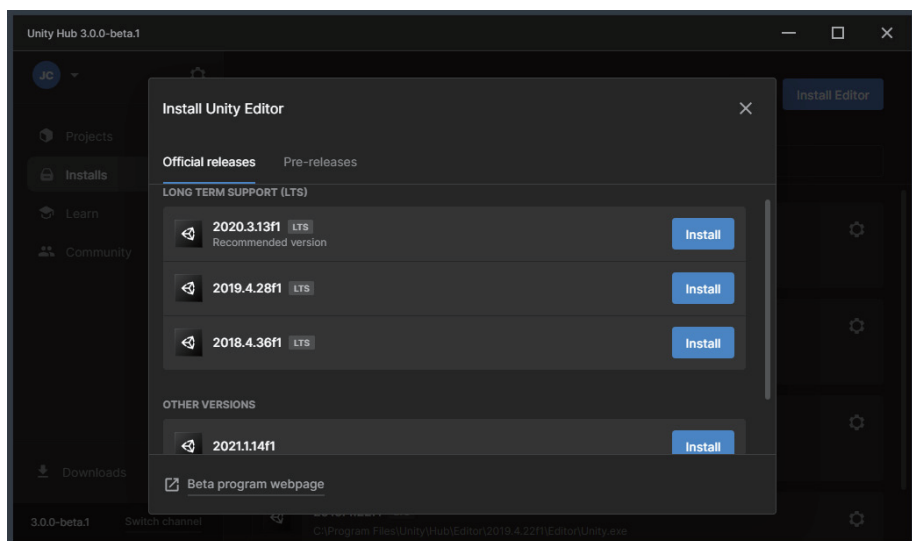 Unity Hub 3.0.0-beta.1
JC
Install Editor
Projects
Installs
Learn
Community
Downloads
3.0.0-beta.1 Switch channel
Install Unity Editor
Official releases Pre-releases
LONG TERM SUPPORT (LTS)
2020.3.13f1 LTS
Recommended version
Install
2019.4.28f1 LTS
Install
2018.4.36f1 LTS
Install
OTHER VERSIONS
2021.1.14f1
Install
Beta program webpage
C:\Program Files\Unity\Hub\Editor\2019.4.22f1\Editor\Unity.exe